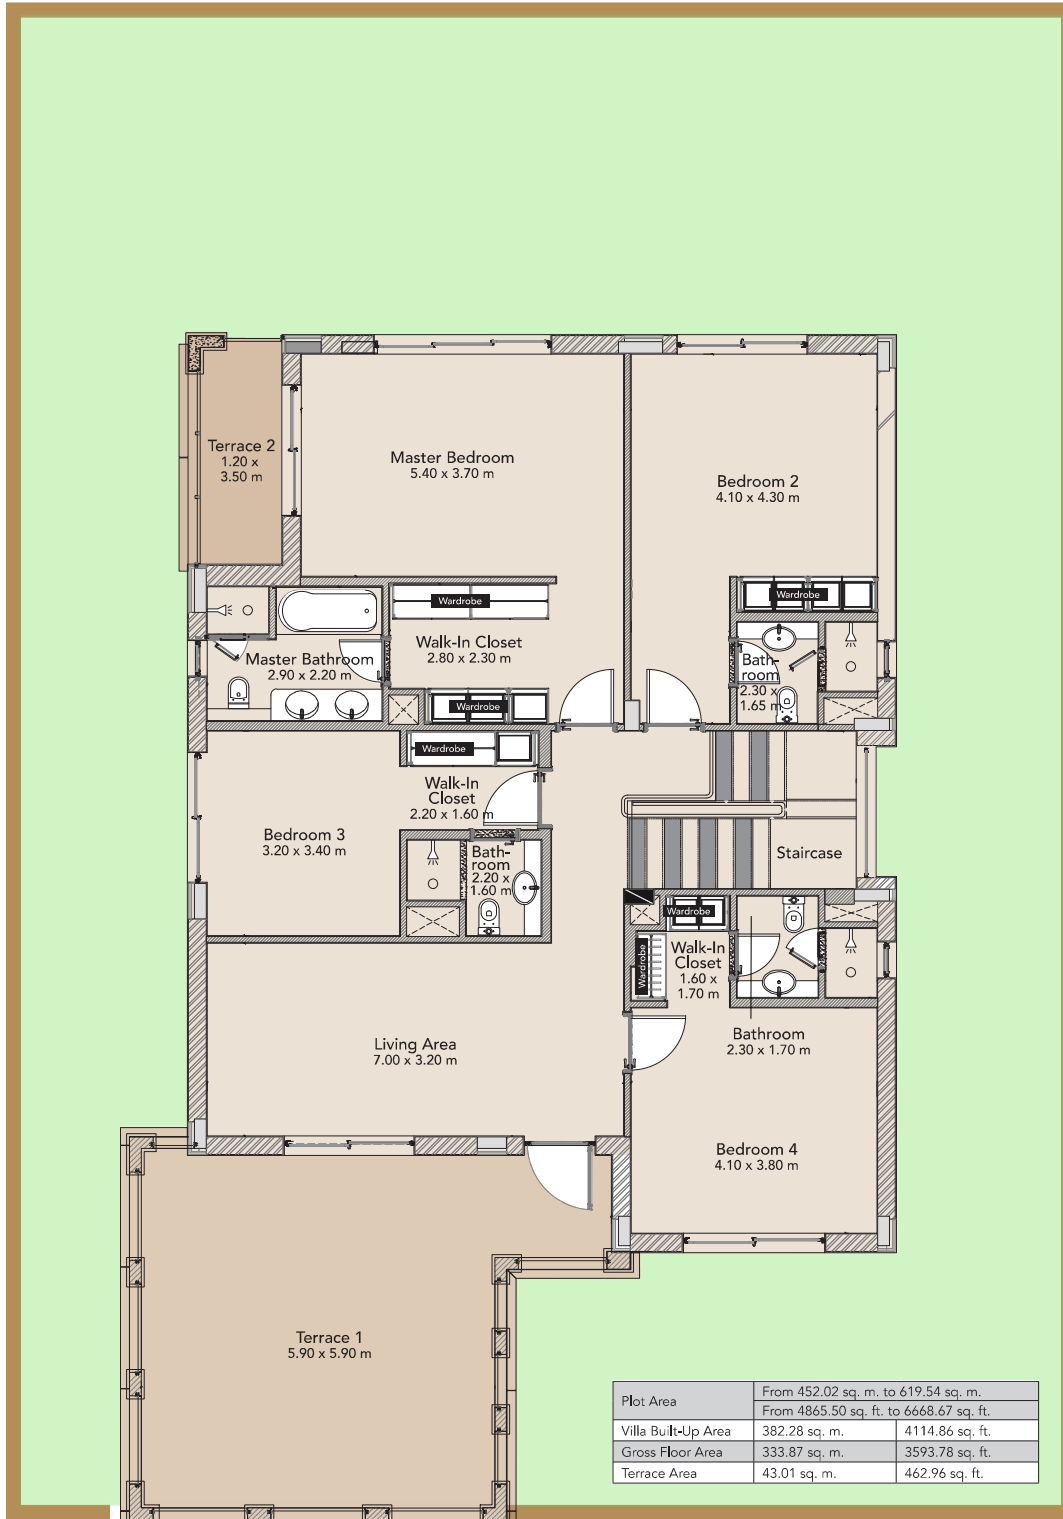 Terrace 2
1.20 x
3.50 m
Master Bedroom
5.40 x 3.70 m
Bedroom 2
4.10 x 4.30 m
Wardrobe
Walk-In Closet
2.80 x 2.30 m
Wardrobe
Master Bathroom
2.90 x 2.20 m
Wardrobe
Bath-
room
2.30 x
1.65 m
Wardrobe
Walk-In
Closet
2.20 x 1.60 m
Bedroom 3
3.20 x 3.40 m
Bath-
room
2.20 x
1.60 m
Staircase
Wardrobe
Wardrobe
Walk-In
Closet
1.60 x
1.70 m
Living Area
7.00 x 3.20 m
Bathroom
2.30 x 1.70 m
Bedroom 4
4.10 x 3.80 m
Terrace 1
5.90 x 5.90 m
Plot Area
From 452.02 sq. m. to 619.54 sq. m.
From 4865.50 sq. ft. to 6668.67 sq. ft.
Villa Built-Up Area 382.28 sq. m. 4114.86 sq. ft.
Gross Floor Area 333.87 sq. m. 3593.78 sq. ft.
Terrace Area 43.01 sq. m. 462.96 sq. ft.